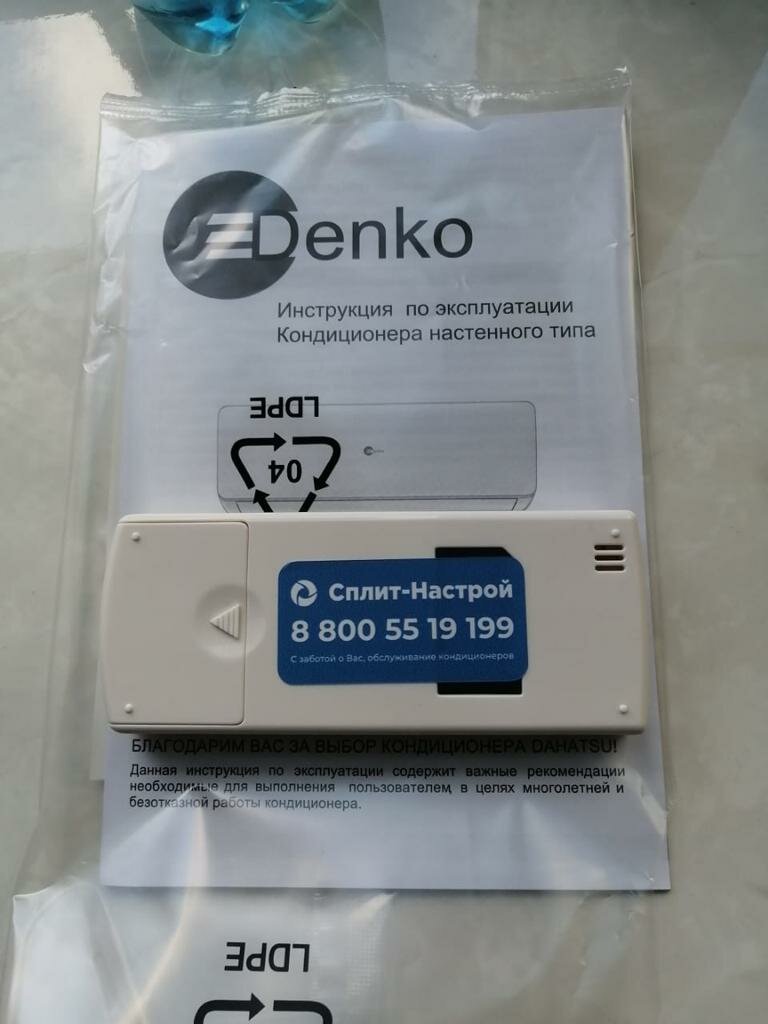 Denko
Инструкция по эксплуатации
Кондиционера настенного типа
LDPE
04
Сплит-Настрой
8 800 55 19 199
С заботой о Вас, обслуживание кондиционеров
БЛАГОДАРИМ ВАС ЗА ВЫБОР КОНДИЦИОНЕРА DAHATSU!
Данная инструкция по эксплуатации содержит важные рекомендации
необходимые для выполнения пользователем, в целях многолетней и
безотказной работы кондиционера.
LDPE